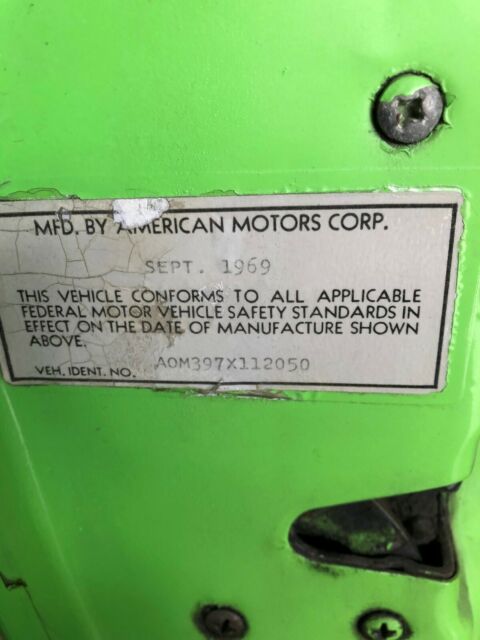 MFD. BY AMERICAN MOTORS CORP.
SEPT. 1969
THIS VEHICLE CONFORMS TO ALL APPLICABLE
FEDERAL MOTOR VEHICLE SAFETY STANDARDS IN
EFFECT ON THE DATE OF MANUFACTURE SHOWN
ABOVE.
VEH. IDENT. NO. A0M397X112050